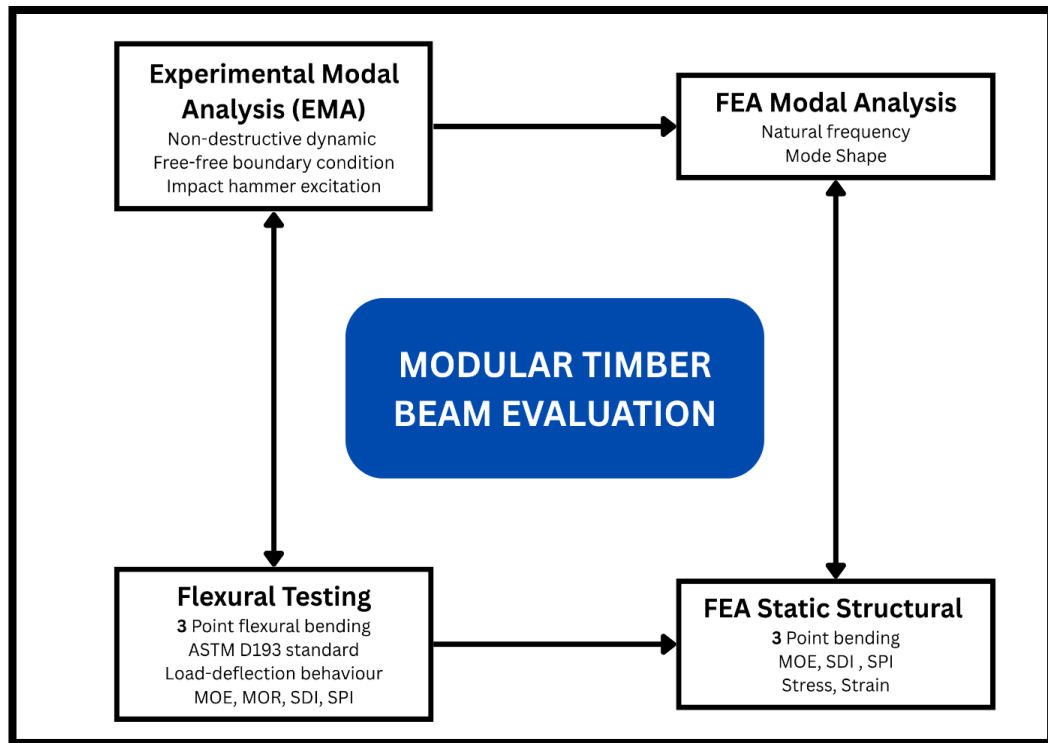 Experimental Modal
Analysis (EMA)
Non-destructive dynamic
Free-free boundary condition
Impact hammer excitation
FEA Modal Analysis
Natural frequency
Mode Shape
MODULAR TIMBER
BEAM EVALUATION
Flexural Testing
3 Point flexural bending
ASTM D193 standard
Load-deflection behaviour
MOE, MOR, SDI, SPI
FEA Static Structural
3 Point bending
MOE, SDI , SPI
Stress, Strain